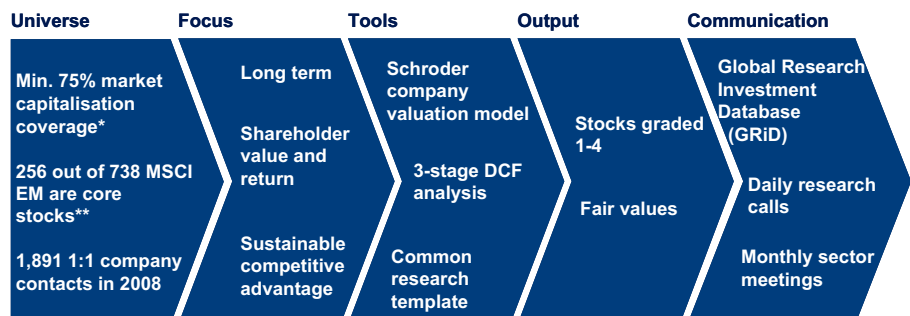 Universe
Focus
Tools
Output
Communication
Min. 75% market
capitalisation
coverage*
256 out of 738 MSCI
EM are core
stocks**
1,891 1:1 company
contacts in 2008
Long term
Shareholder
value and
return
Sustainable
competitive
advantage
Schroder
company
valuation model
3-stage DCF
analysis
Common
research
template
Stocks graded
1-4
Fair values
Global Research
Investment
Database
(GRiD)
Daily research
calls
Monthly sector
meetings